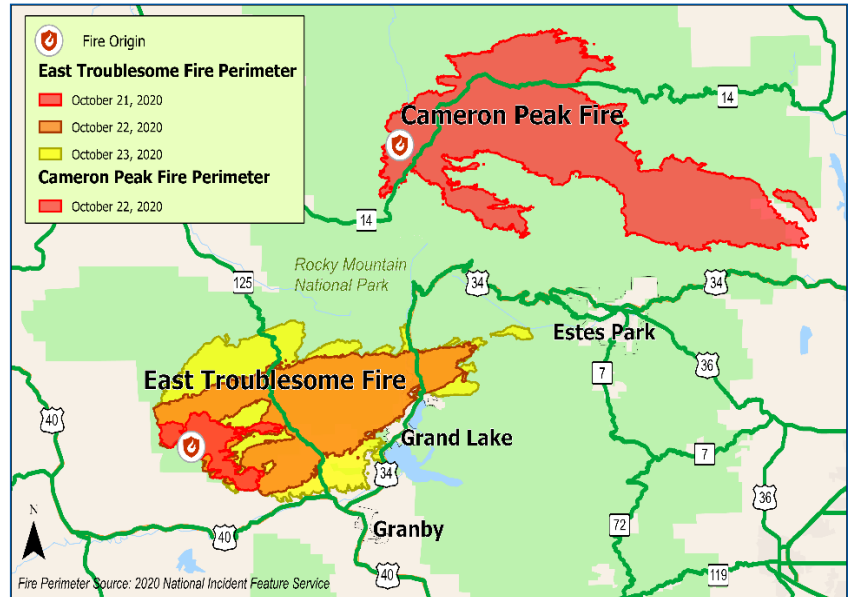 Fire Origin
East Troublesome Fire Perimeter
October 21, 2020
October 22, 2020
October 23, 2020
Cameron Peak Fire Perimeter
October 22, 2020
14
Cameron Peak Fire
14
14
125
Rocky Mountain
National Park
34
34
Estes Park
36
7
East Troublesome Fire
40
Grand Lake
34
7
36
40
Granby
72
40
119
N
Fire Perimeter Source: 2020 National Incident Feature Service